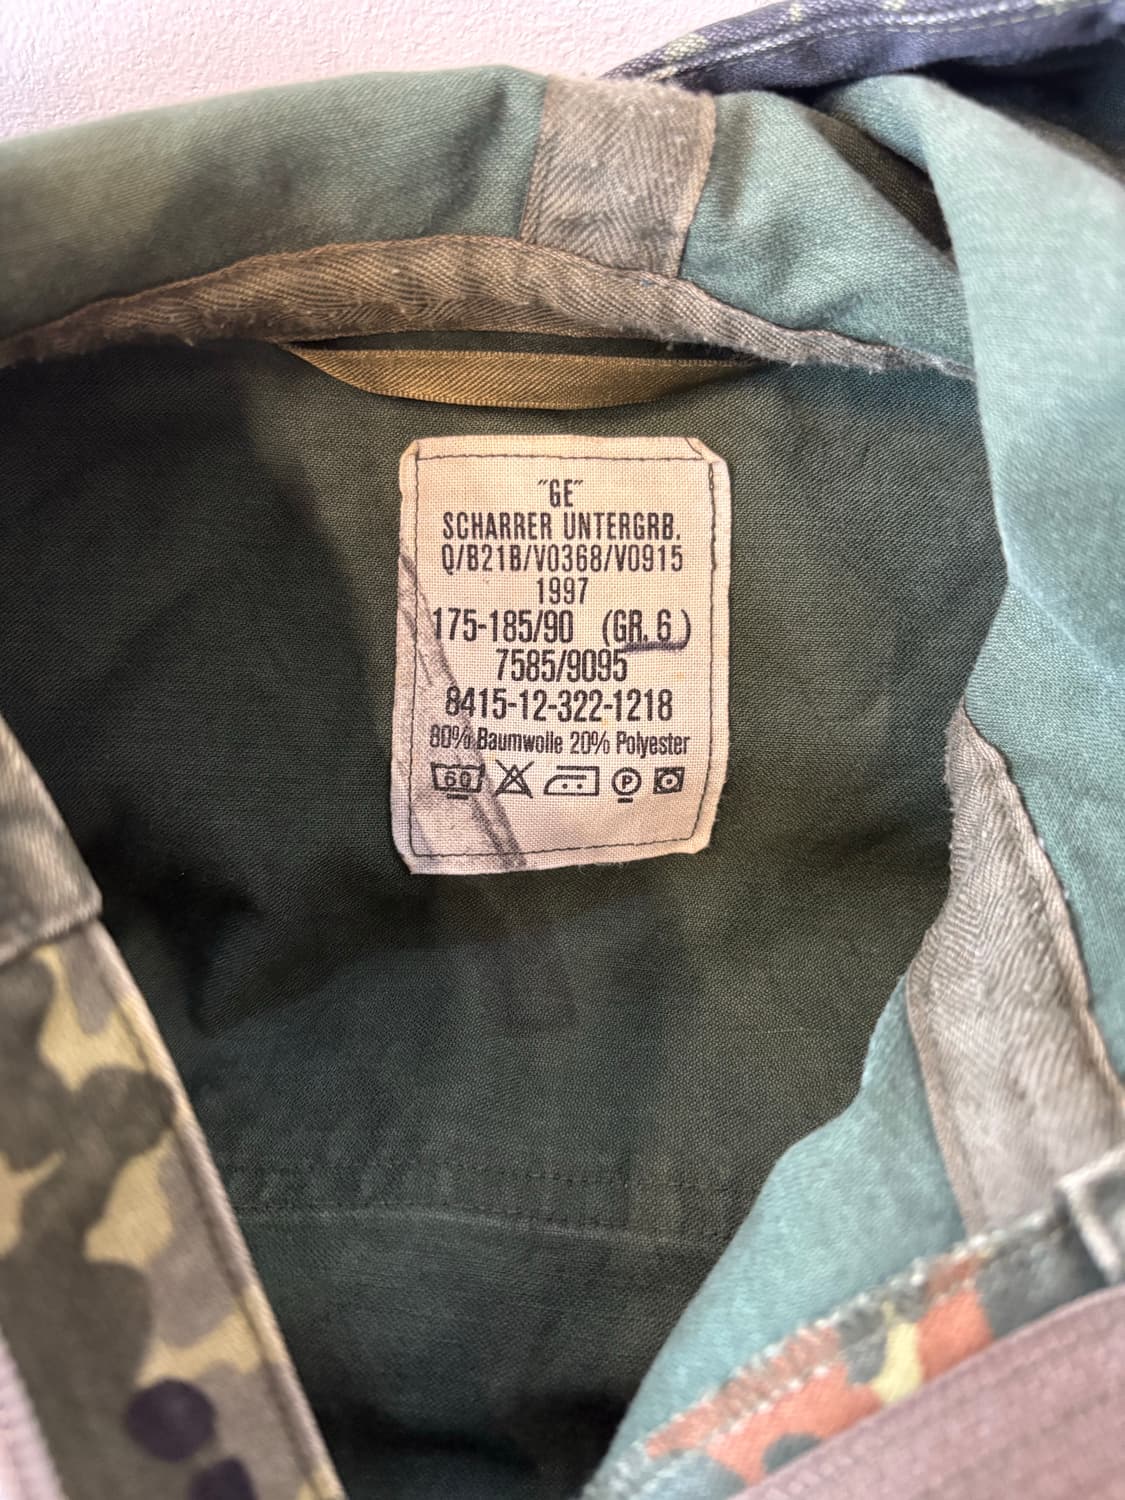 "GE"
SCHARRER UNTERGRB.
Q/B21B/V0368/V0915
1997
175-185/90 (GR. 6)
7585/9095
8415-12-322-1218
80% Baumwolle 20% Polyester
60 P